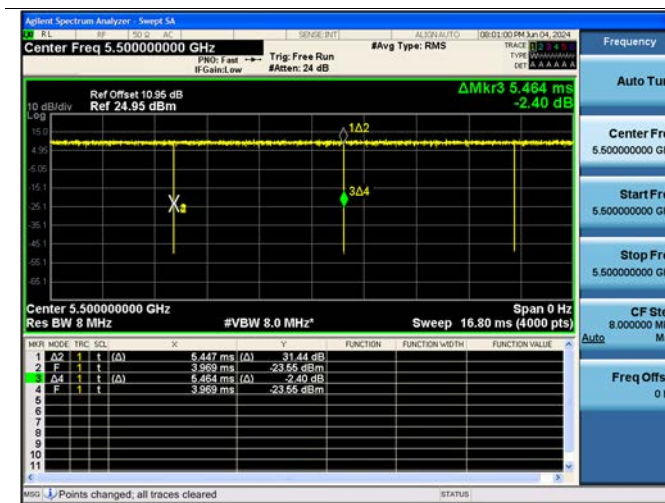 Agilent Spectrum Analyzer - Swept SA
RL RF 50 Ω AC SENSE:INT ALIGN AUTO 08:01:00 PM Jun 04, 2024
Center Freq 5.500000000 GHz #Avg Type: RMS TRACE 1 2 3 4 5 6
PNO: Fast Trig: Free Run TYPE
IFGain:Low #Atten: 24 dB DET A A A A A A
Frequency
ΔMkr3 5.464 ms
-2.40 dB
Ref Offset 10.95 dB
10 dB/div Ref 24.95 dBm
Log
15.0
4.95
-5.05
-15.1
-25.1
-35.1
-45.1
-55.1
-65.1
1Δ2
3Δ4
Center 5.500000000 GHz Span 0 Hz
Res BW 8 MHz #VBW 8.0 MHz* Sweep 16.80 ms (4000 pts)
MKR MODE TRC SCL X Y FUNCTION FUNCTION WIDTH FUNCTION VALUE
1 Δ2 1 t (Δ) 5.447 ms (Δ) 31.44 dB
2 F 1 t 3.969 ms -23.55 dBm
3 Δ4 1 t (Δ) 5.464 ms (Δ) -2.40 dB
4 F 1 t 3.969 ms -23.55 dBm
5
6
7
8
9
10
11
MSG Points changed; all traces cleared STATUS
Auto Tun
Center Fre
5.500000000 GH
Start Fre
5.500000000 GH
Stop Fre
5.500000000 GH
CF Ste
8.000000 M
Auto M
Freq Offs
0